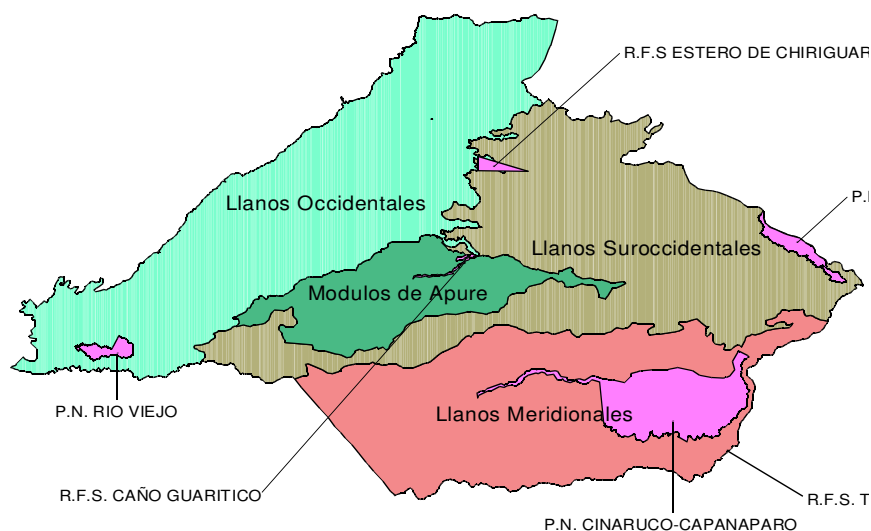 R.F.S ESTERO DE CHIRIGUAR
Llanos Occidentales
P.
Llanos Suroccidentales
Modulos de Apure
P.N. RIO VIEJO
Llanos Meridionales
R.F.S. CAÑO GUARITICO
R.F.S. T
P.N. CINARUCO-CAPANAPARO